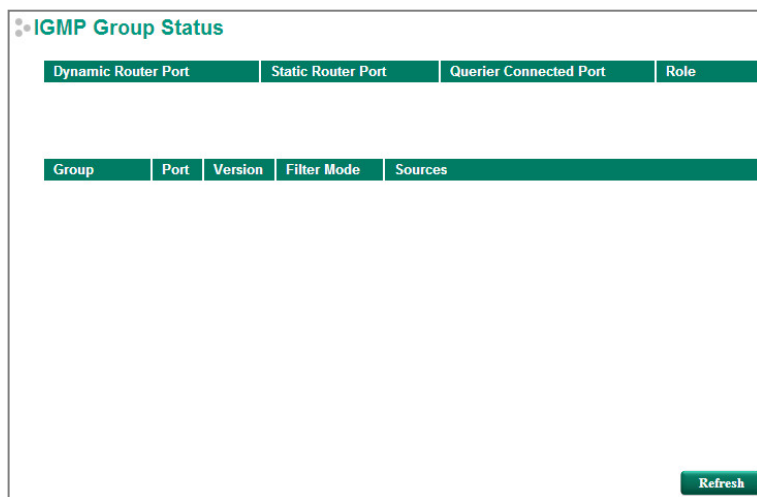 IGMP Group Status
Dynamic Router Port Static Router Port Querier Connected Port Role
Group Port Version Filter Mode Sources
Refresh